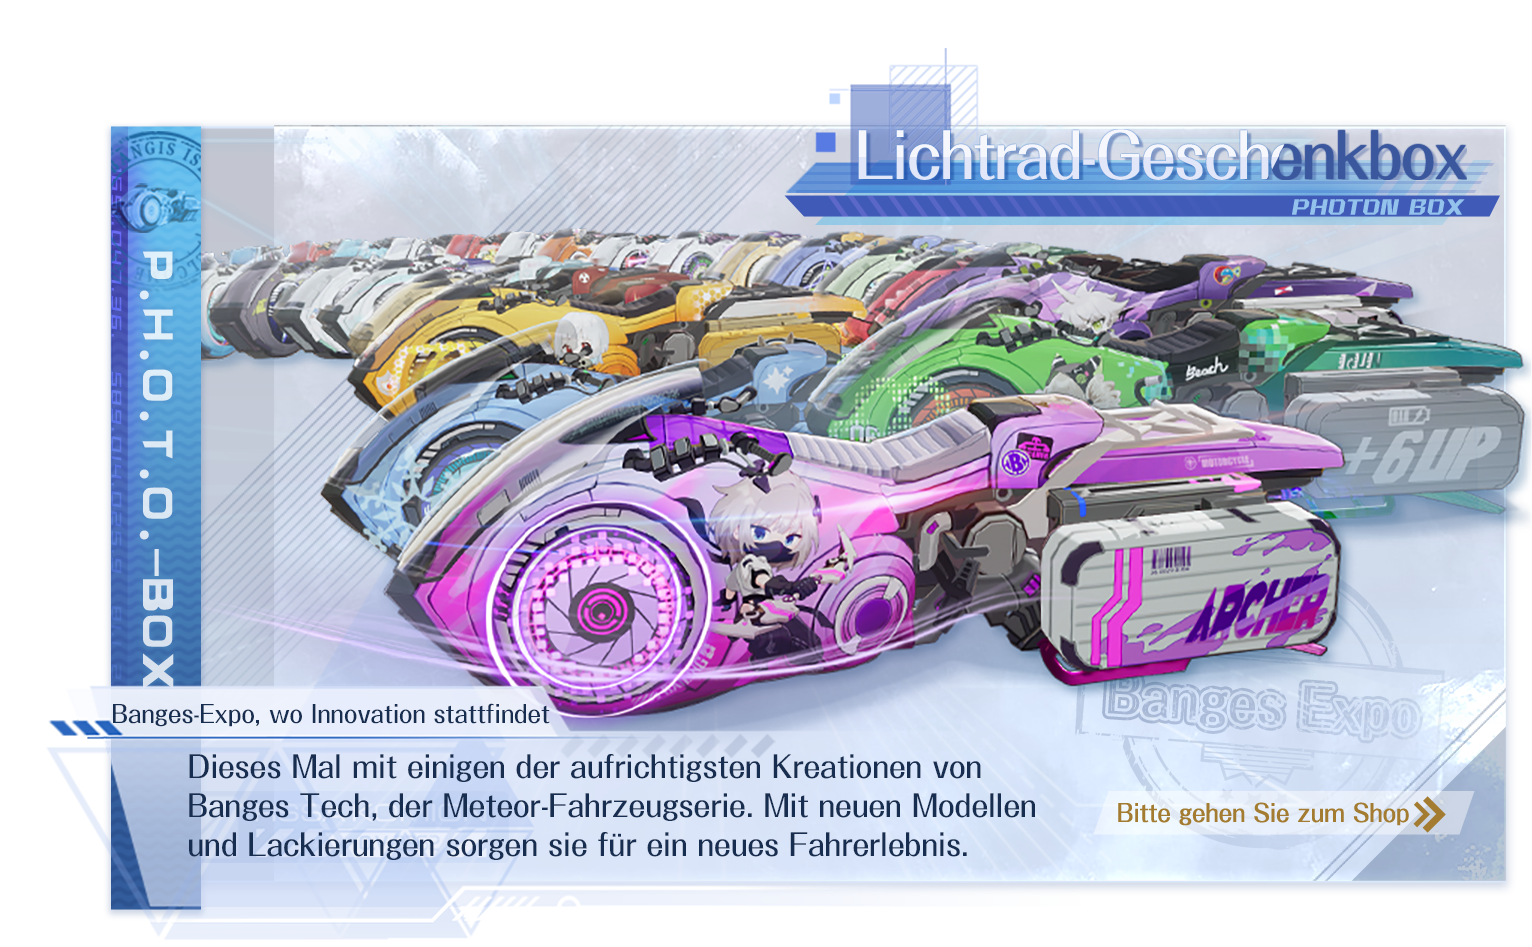 Lichtrad-Geschenkbox
PHOTON BOX
P.H.O.T.O.-BOX
Beach
+6UP
MOTORCYCLE
ARCHER
Banges Expo
Banges-Expo, wo Innovation stattfindet
Dieses Mal mit einigen der aufrichtigsten Kreationen von
Banges Tech, der Meteor-Fahrzeugserie. Mit neuen Modellen
und Lackierungen sorgen sie für ein neues Fahrerlebnis.
Bitte gehen Sie zum Shop